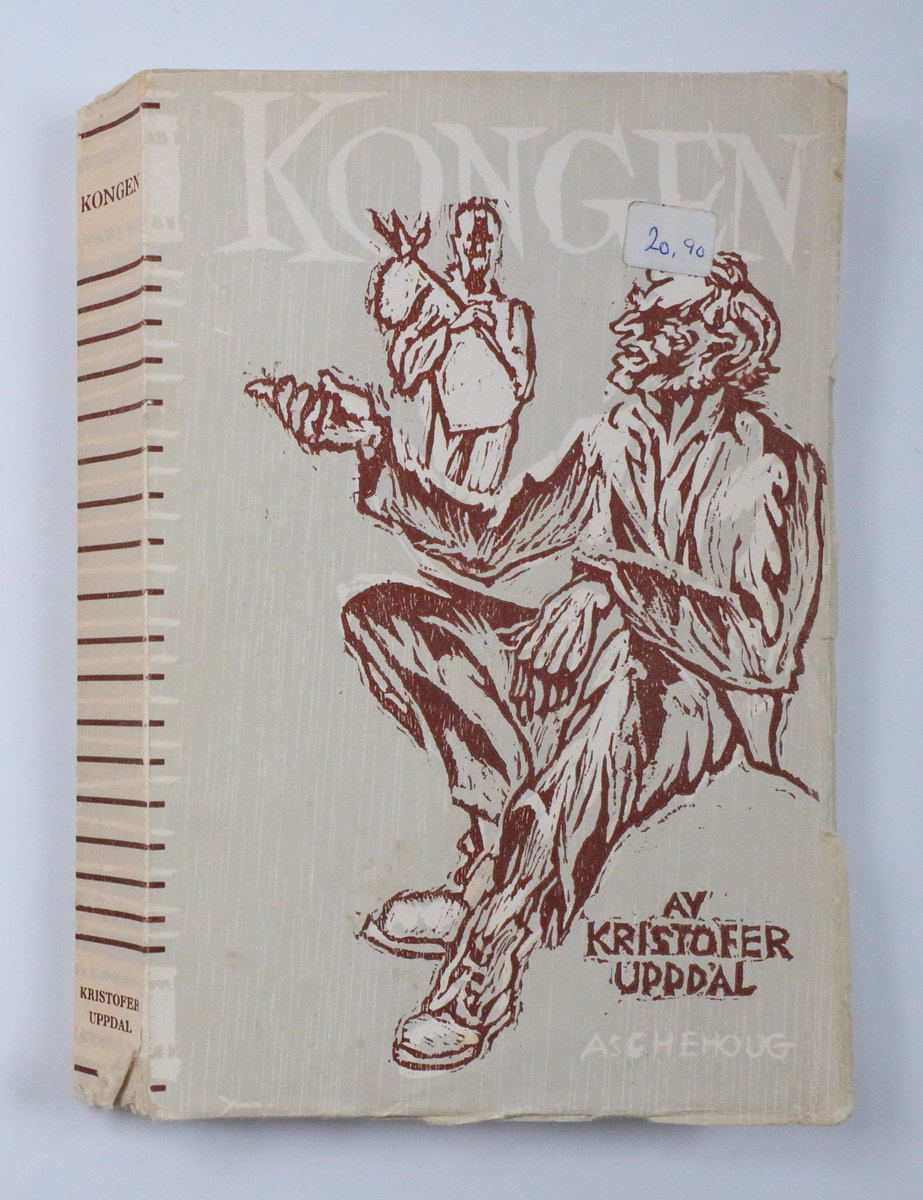 KONGEN
20,90
AV
KRISTOFER
UPPDAL
ASCHEHOUG
KONGEN
KRISTOFER
UPPDAL